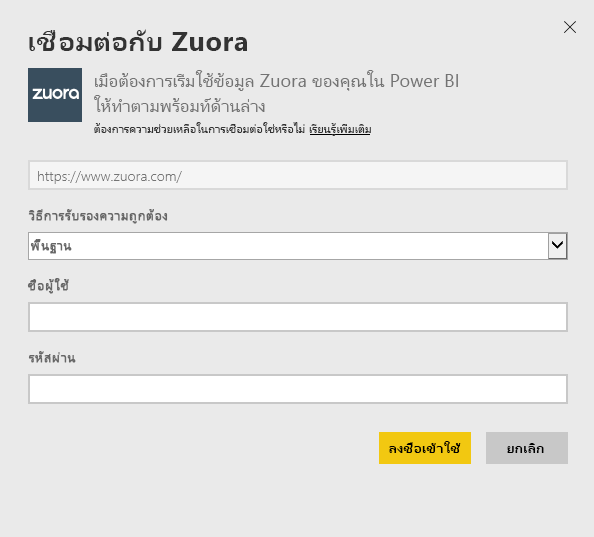 เชื่อมต่อกับ Zuora
zuora
เมื่อต้องการเริ่มใช้ข้อมูล Zuora ของคุณใน Power BI
ให้ทำตามพร้อมท์ด้านล่าง
ต้องการความช่วยเหลือในการเชื่อมต่อใช่หรือไม่ เรียนรู้เพิ่มเติม
https://www.zuora.com/
วิธีการรับรองความถูกต้อง
พื้นฐาน
ชื่อผู้ใช้
รหัสผ่าน
ลงชื่อเข้าใช้ ยกเลิก